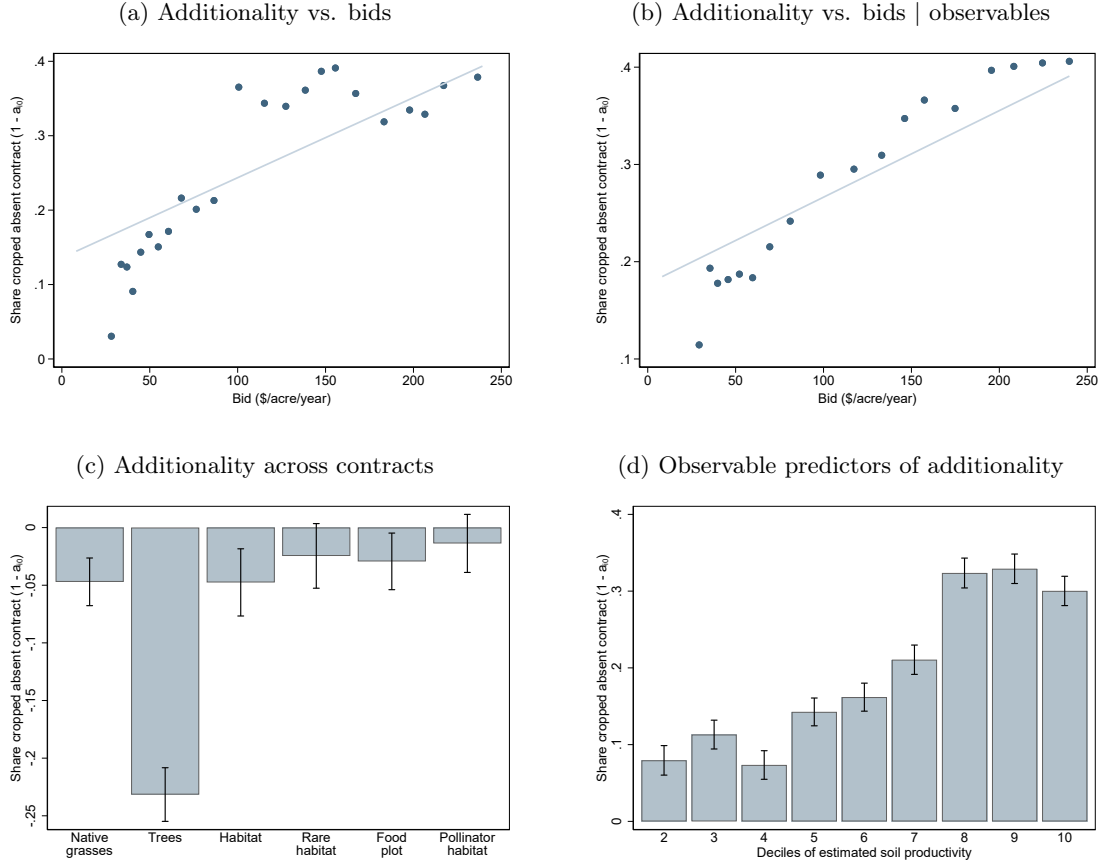 (a) Additionality vs. bids
Share cropped absent contract (1 - a_i0)
.4
.3
.2
.1
0
0 50 100 150 200 250
Bid ($/acre/year)
(b) Additionality vs. bids | observables
Share cropped absent contract (1 - a_i0)
.4
.3
.2
.1
0 50 100 150 200 250
Bid ($/acre/year)
(c) Additionality across contracts
Share cropped absent contract (1 - a_i0)
0
-.05
-.1
-.15
-.2
-.25
Native Trees Habitat Rare Food Pollinator
grasses habitat plot habitat
(d) Observable predictors of additionality
Share cropped absent contract (1 - a_i0)
.4
.3
.2
.1
0
2 3 4 5 6 7 8 9 10
Deciles of estimated soil productivity